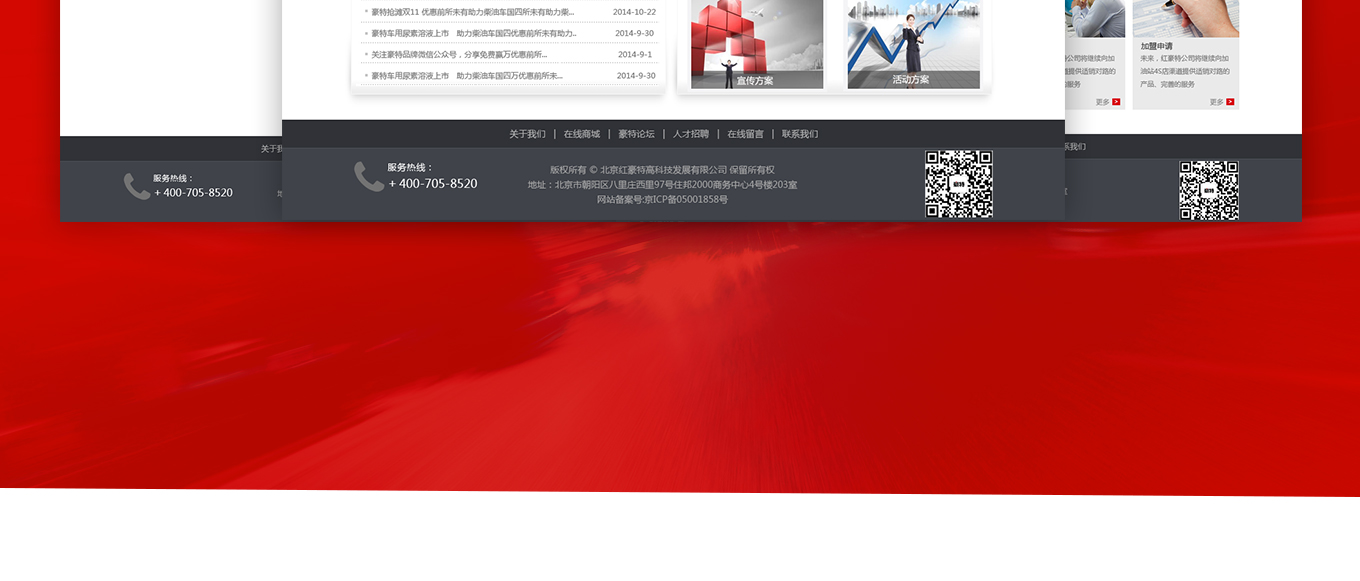 豪特抢滩双11 优惠前所未有助力柴油车国四所未有助力柴... 2014-10-22
豪特车用尿素溶液上市 助力柴油车国四优惠前所未有助力.. 2014-9-30
关注豪特品牌微信公众号，分享免费赢万优惠前所... 2014-9-1
豪特车用尿素溶液上市 助力柴油车国四万优惠前所未... 2014-9-30
宣传方案
活动方案
公司将继续向加
提供适销对路的
服务
更多 >
加盟申请
未来，红豪特公司将继续向加
油站4S店渠道提供适销对路的
产品、完善的服务
更多 >
关于我们 | 在线商城 | 豪特论坛 | 人才招聘 | 在线留言 | 联系我们
服务热线：
+ 400-705-8520
版权所有 © 北京红豪特高科技发展有限公司 保留所有权
地址：北京市朝阳区八里庄西里97号住邦2000商务中心4号楼203室
网站备案号:京ICP备05001858号
豪特
关于
服务热线：
+ 400-705-8520
地
系我们
豪特